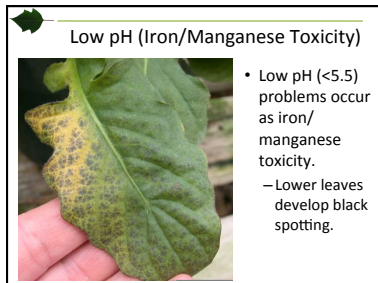 Low pH (Iron/Manganese Toxicity)
• Low pH (<5.5)
problems occur
as iron/
manganese
toxicity.
–Lower leaves
develop black
spotting.